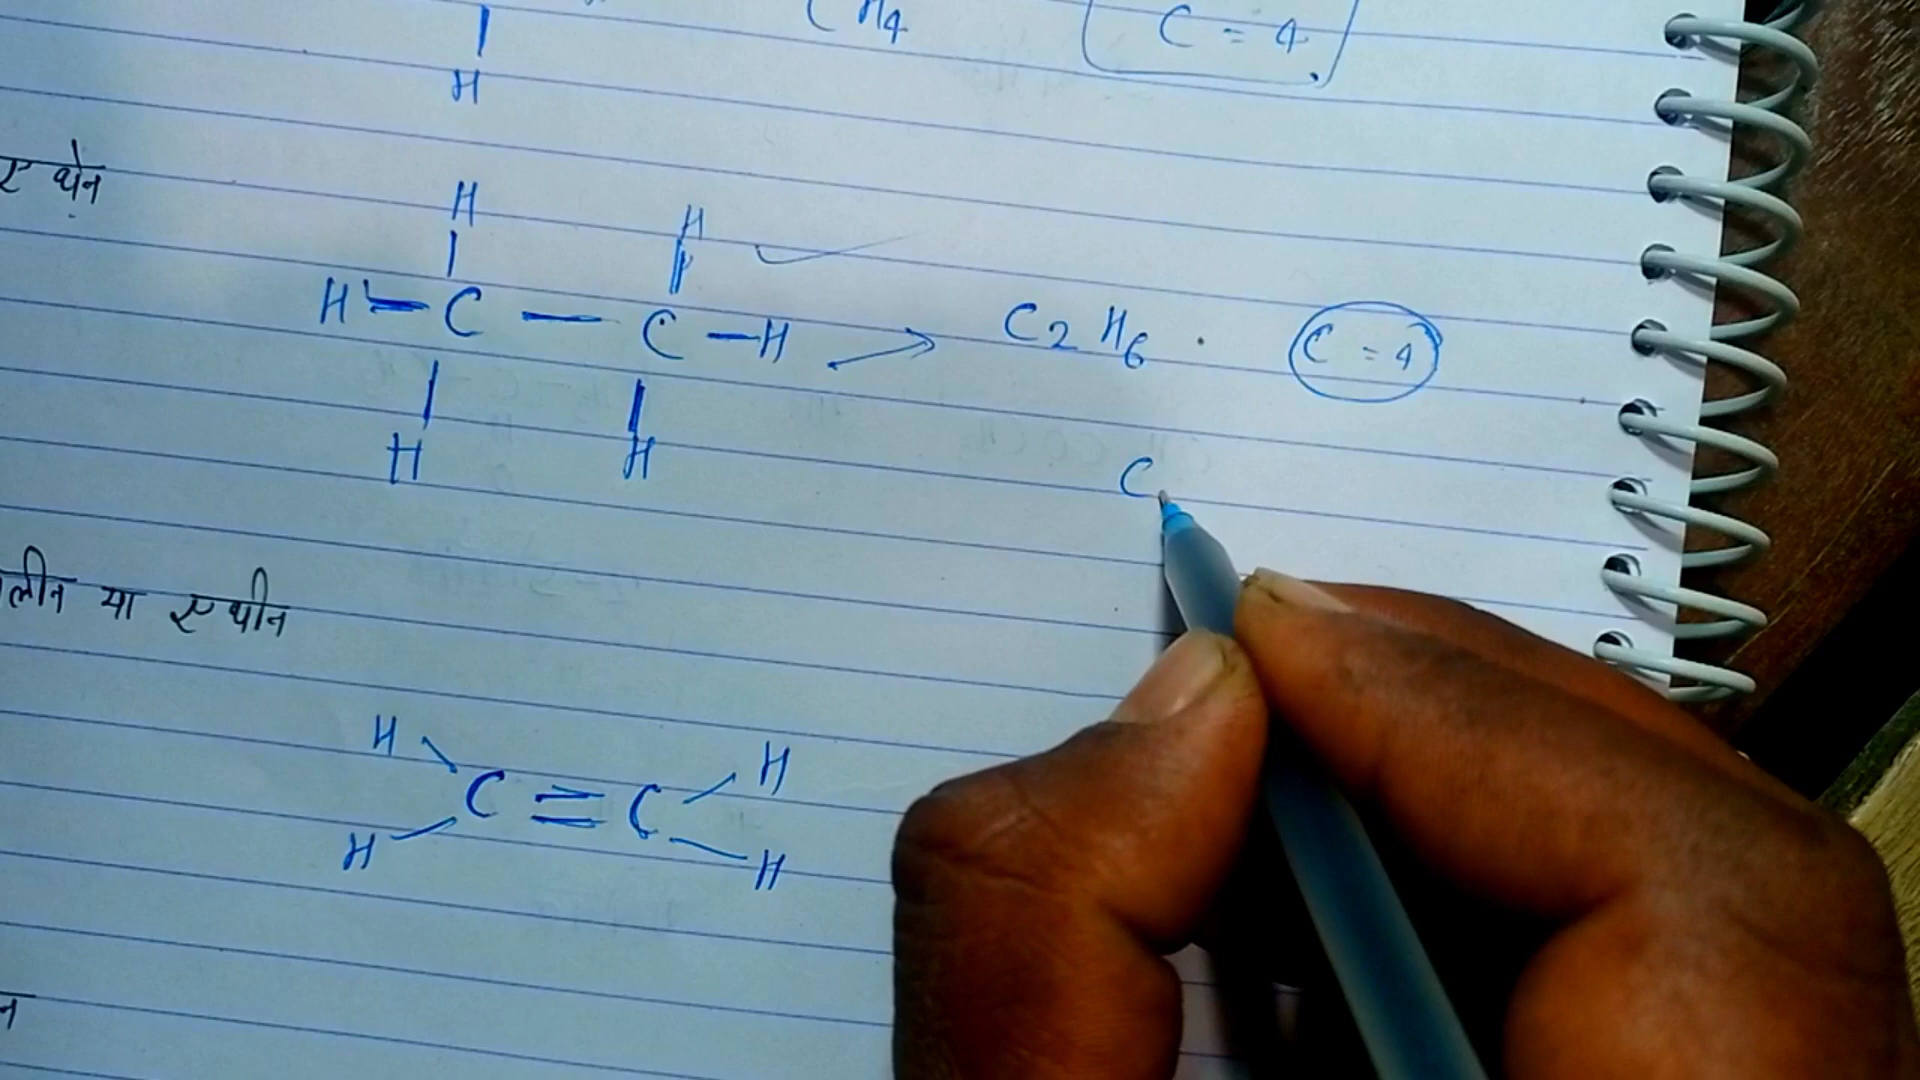 CH4 C = 4
H
एथेन
H H
H - C - C - H → C2H6 . C = 4
H H
C
लीन या एथीन
H H
C = C
H H
न